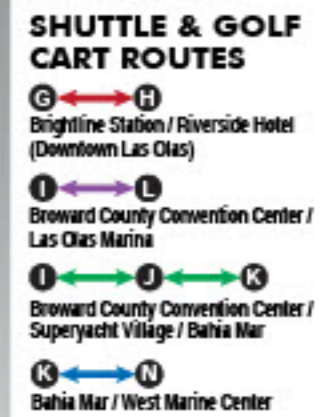 SHUTTLE & GOLF
CART ROUTES
G H
Brightline Station / Riverside Hotel
(Downtown Las Olas)
I L
Broward County Convention Center /
Las Olas Marina
I J K
Broward County Convention Center /
Superyacht Village / Bahia Mar
K N
Bahia Mar / West Marine Center